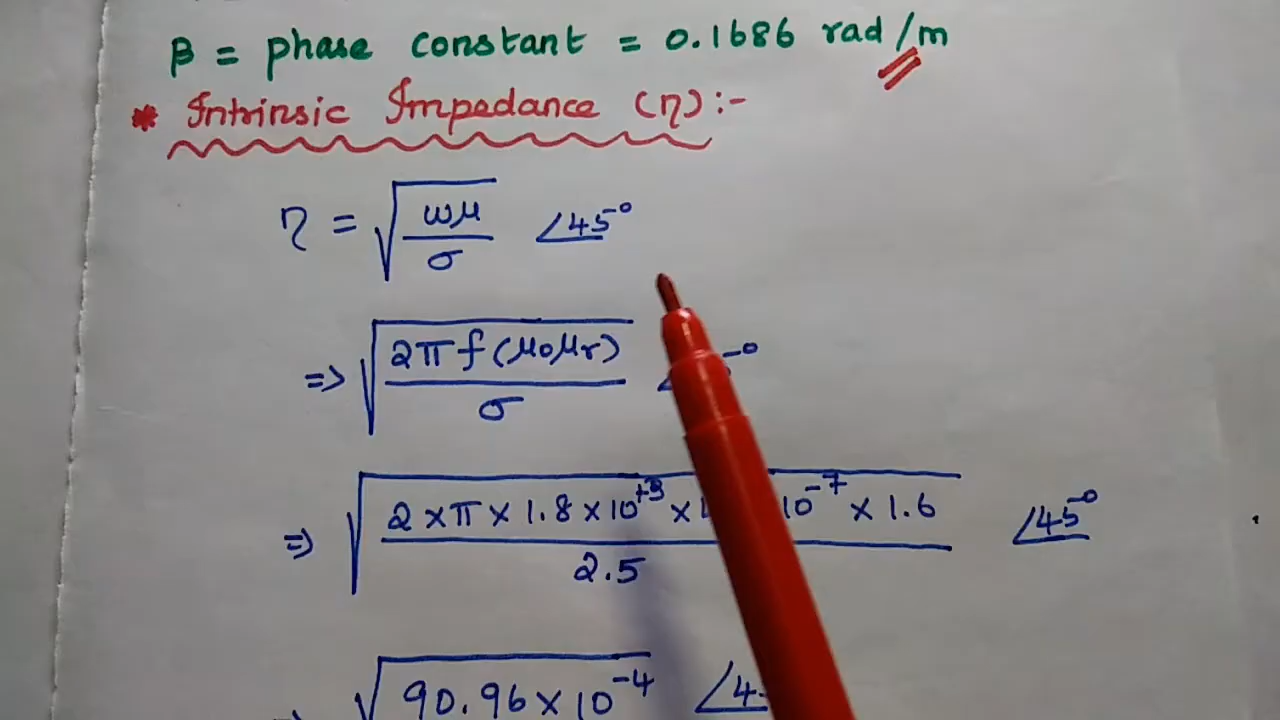 β = phase constant = 0.1686 rad/m
* Intrinsic Impedance (η):-
η = √(ωμ/σ) ∠45°
=> √(2πf(μ0μr)/σ)
=> √(2×π×1.8×10^+3× 10^-7 × 1.6/2.5) ∠45°
√(90.96×10^-4)